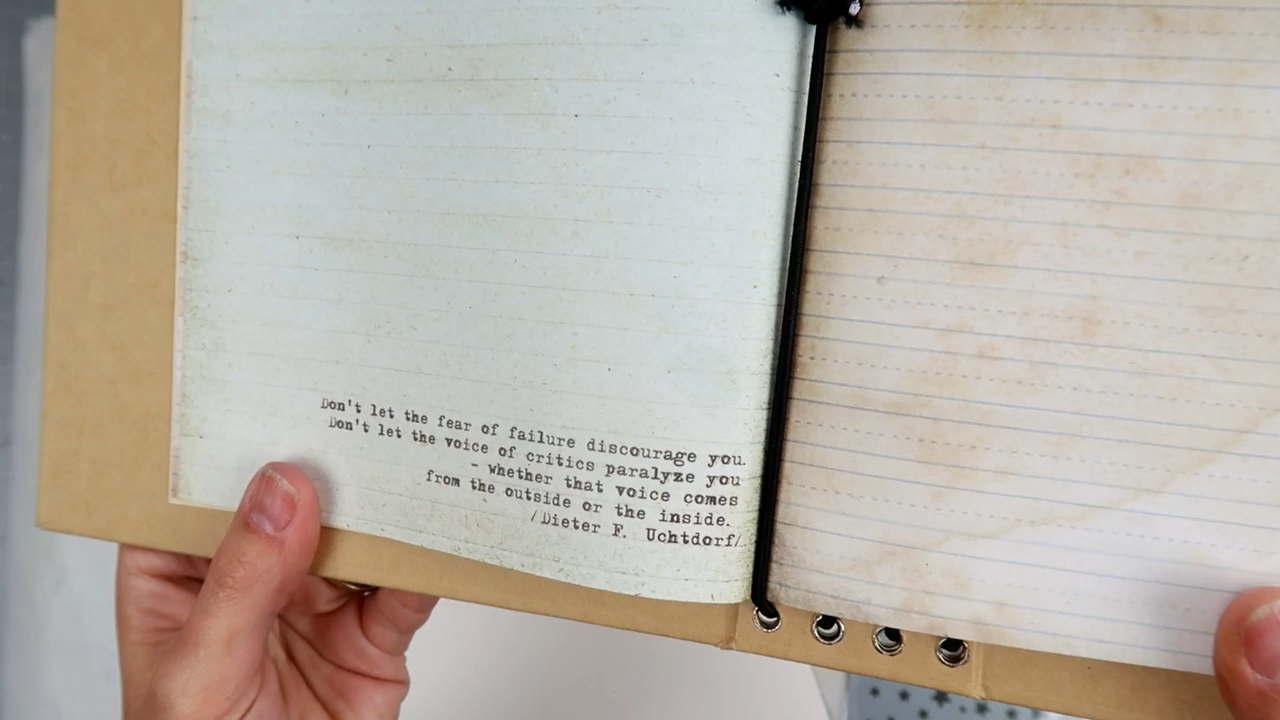 Don't let the fear of failure discourage you.
Don't let the voice of critics paralyze you
- whether that voice comes
from the outside or the inside.
/Dieter F. Uchtdorf/